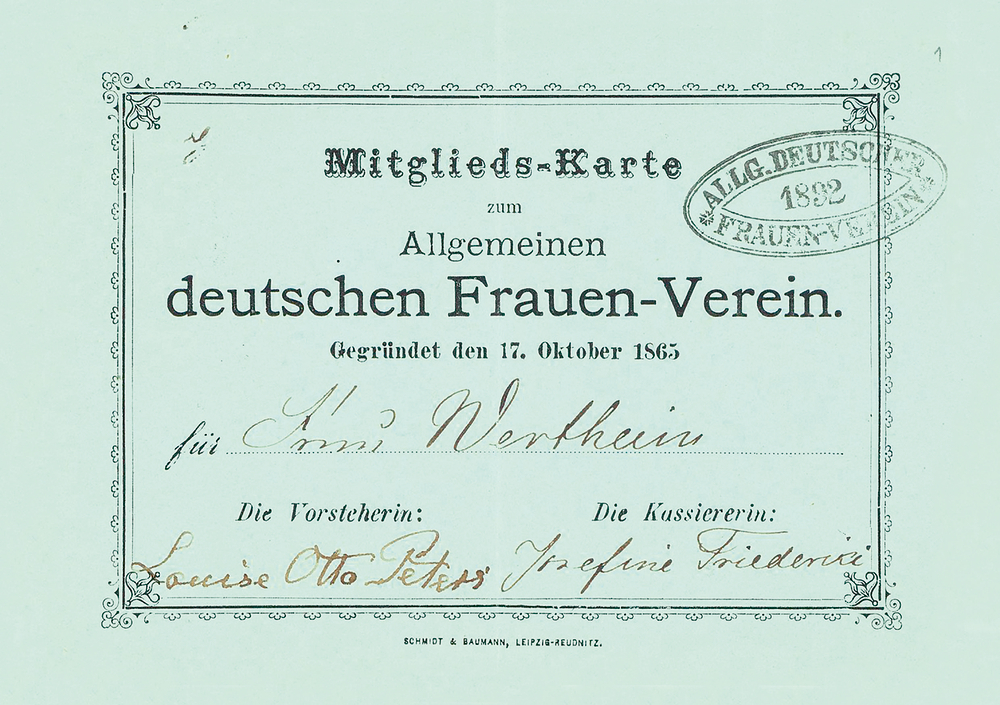 1
Mitglieds-Karte
ALLG. DEUTSCHER
1892
FRAUEN-VEREIN
zum
Allgemeinen
deutschen Frauen-Verein.
Gegründet den 17. Oktober 1865
für Frau Wertheim
Die Vorsteherin: Die Kassiererin:
Louise Otto Peters Josefine Friederici
SCHMIDT & BAUMANN, LEIPZIG-REUDNITZ.